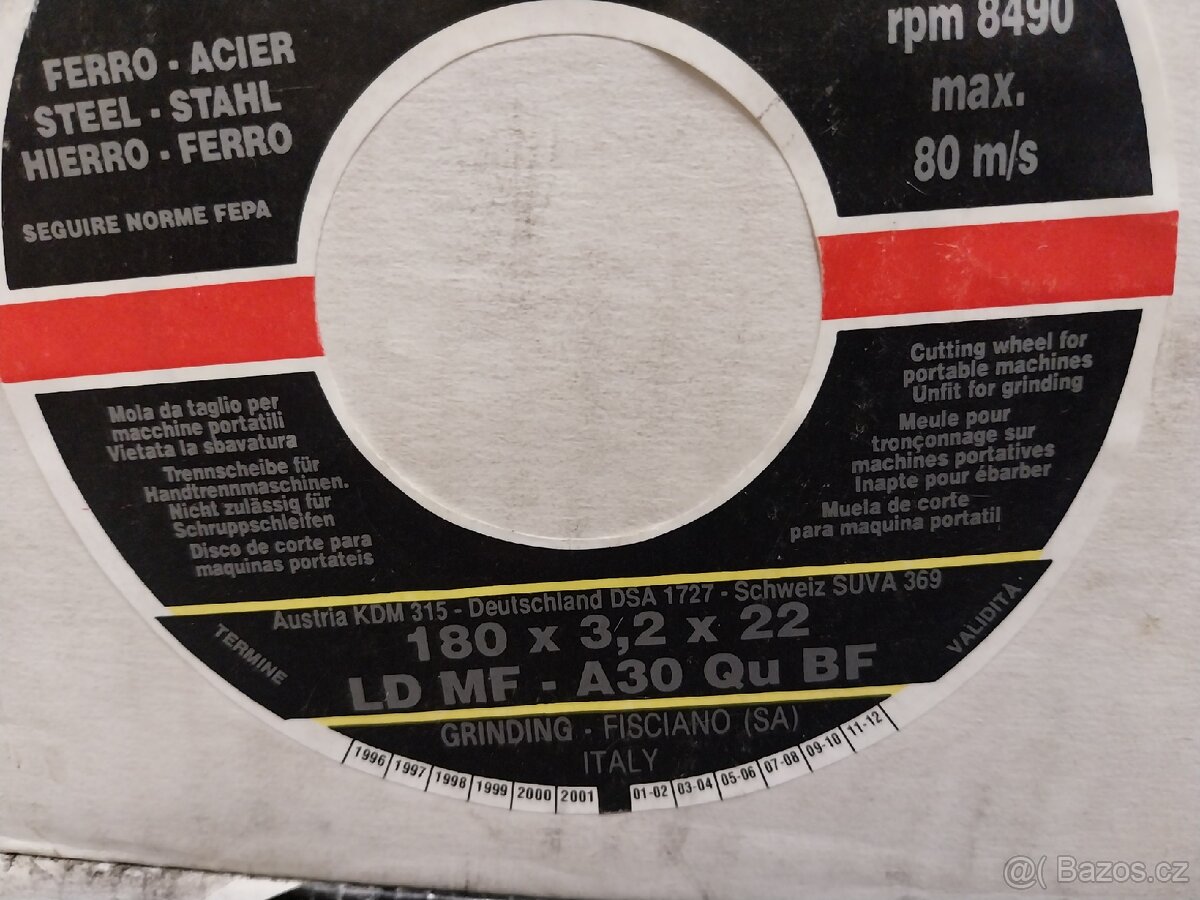 FERRO - ACIER
STEEL - STAHL
HIERRO - FERRO
SEGUIRE NORME FEPA
rpm 8490
max.
80 m/s
Mola da taglio per
macchine portatili
Vietata la sbavatura
Trennscheibe für
Handtrennmaschinen.
Nicht zulässig für
Schruppschleifen
Disco de corte para
maquinas portateis
Cutting wheel for
portable machines
Unfit for grinding
Meule pour
tronçonnage sur
machines portatives
Inapte pour ébarber
Muela de corte
para maquina portatil
Austria KDM 315 - Deutschland DSA 1727 - Schweiz SUVA 369
180 x 3,2 x 22
LD MF - A30 Qu BF
TERMINE
VALIDITÀ
GRINDING - FISCIANO (SA)
ITALY
1996 1997 1998 1999 2000 2001 01-02 03-04 05-06 07-08 09-10 11-12
@( Bazos.cz